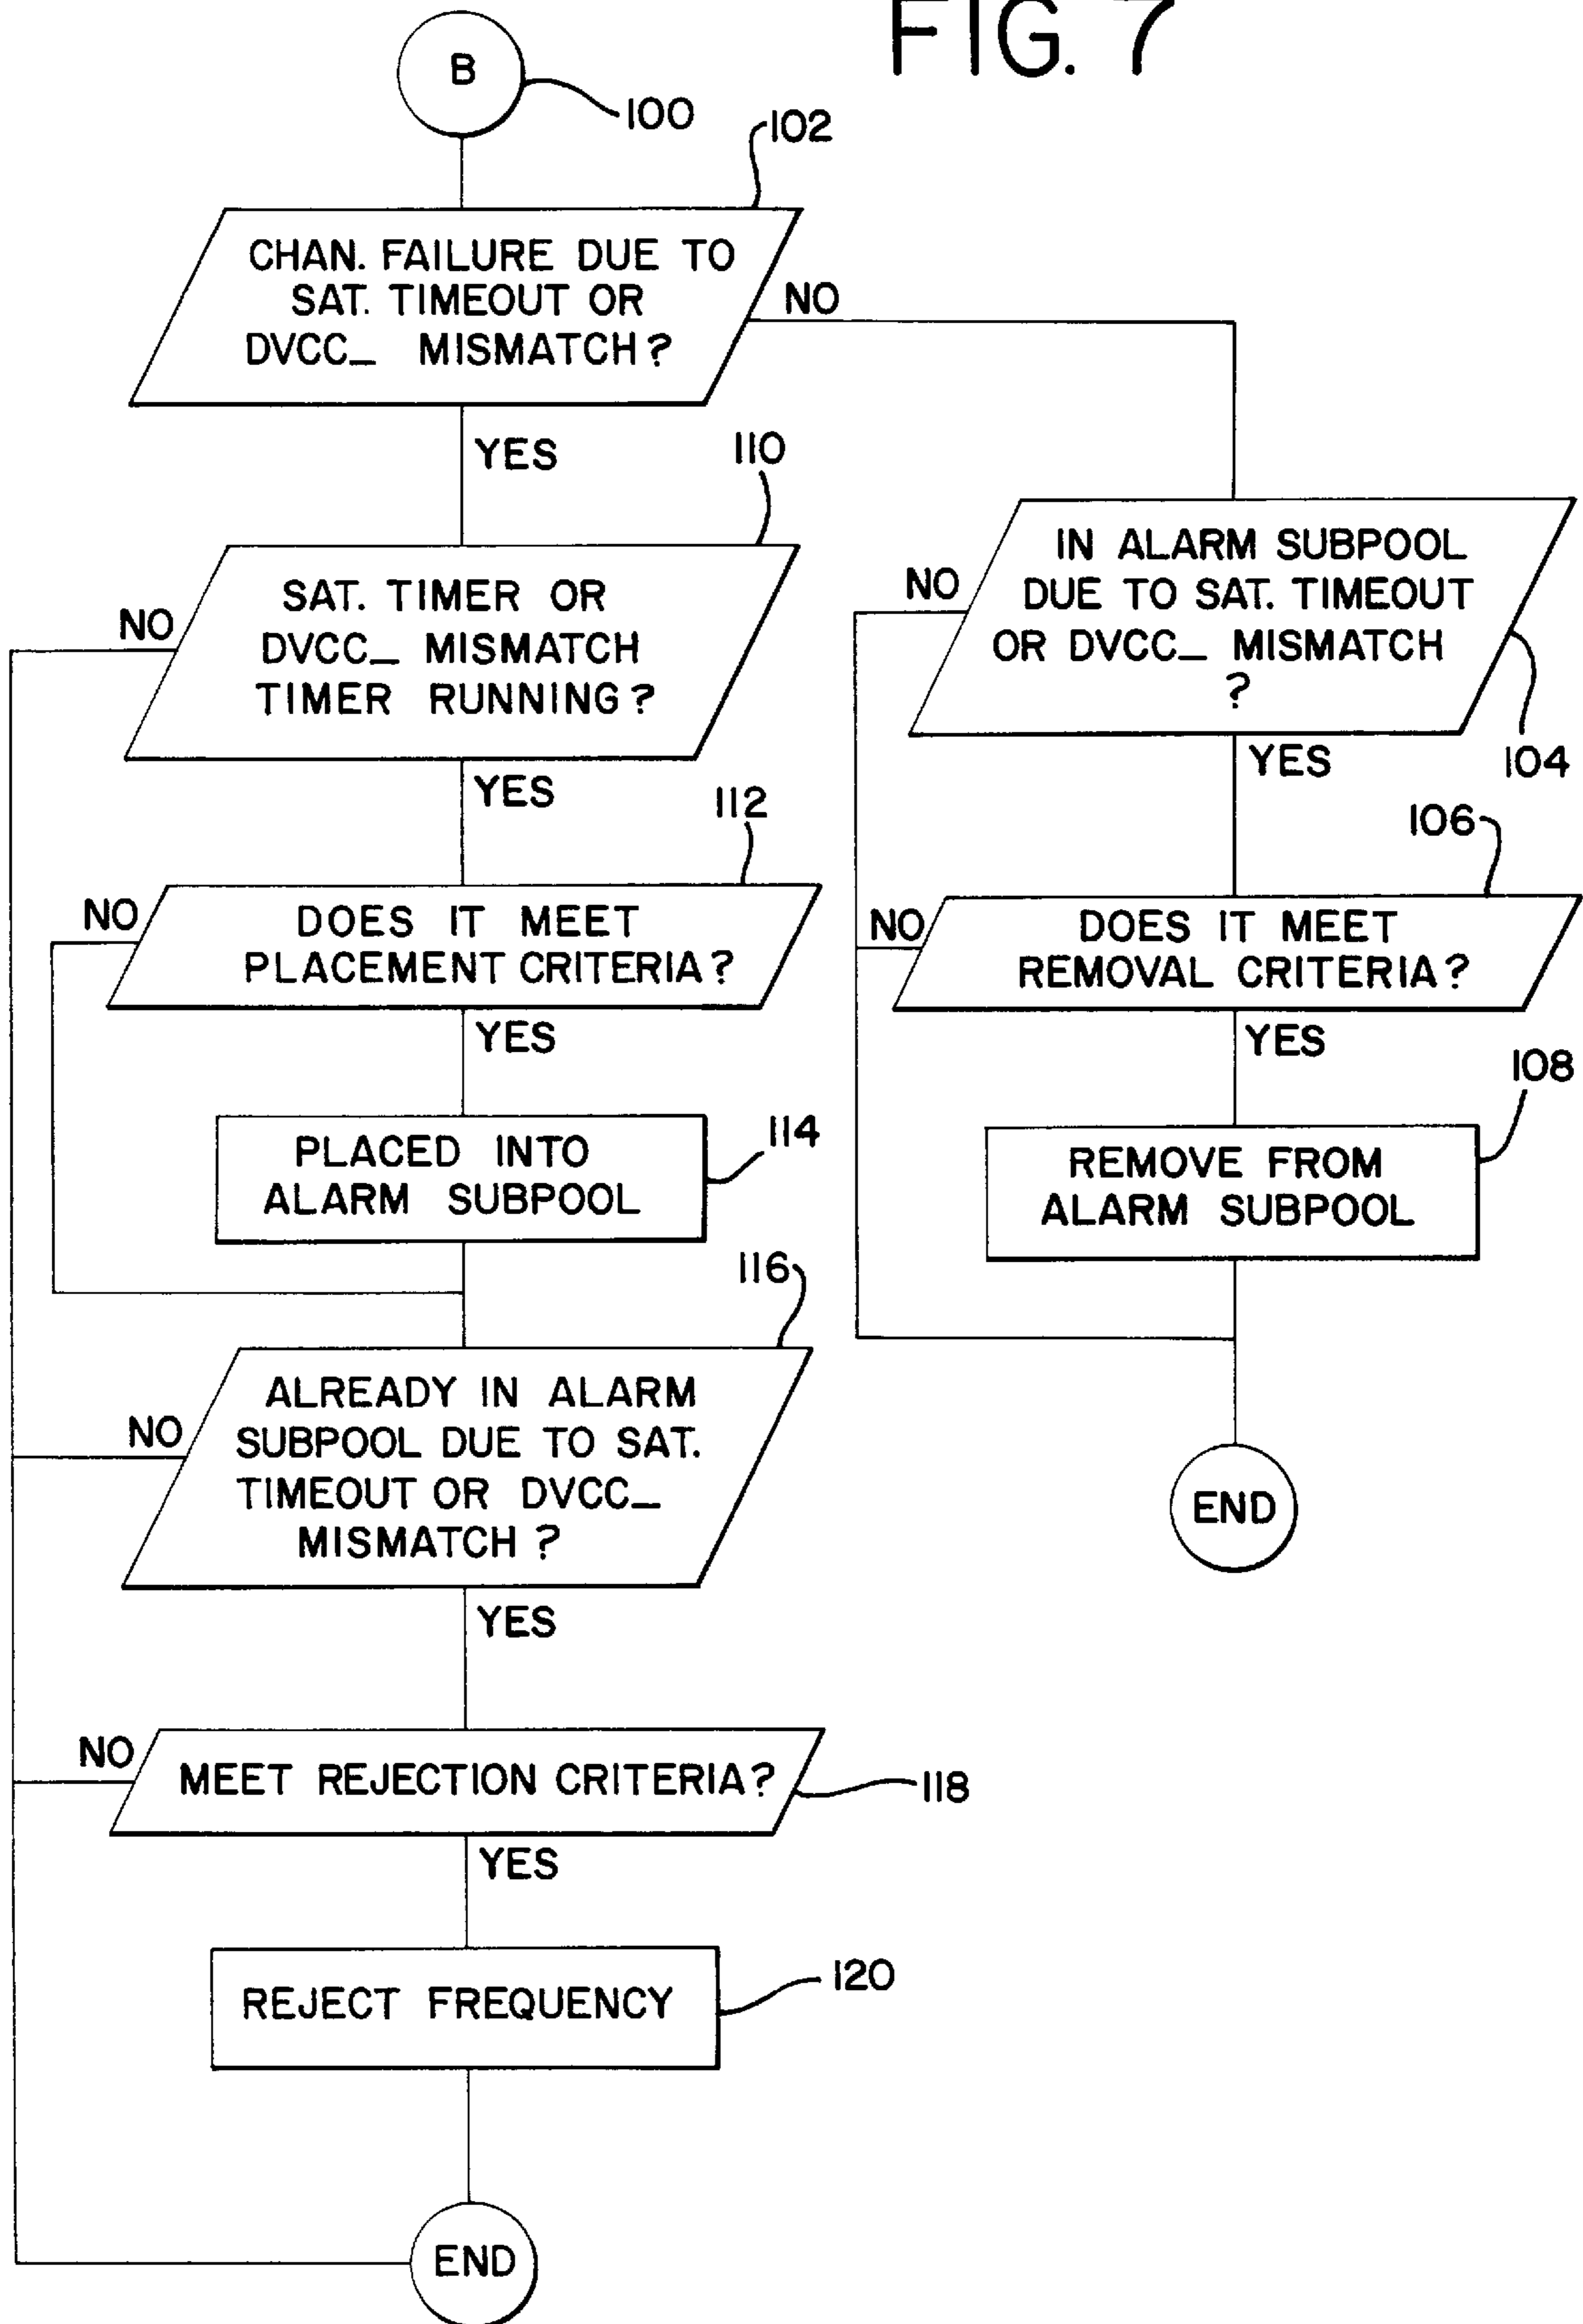 FIG. 7
B
100
102
CHAN. FAILURE DUE TO
SAT. TIMEOUT OR
DVCC_ MISMATCH?
NO
YES
110
SAT. TIMER OR
DVCC_ MISMATCH
TIMER RUNNING?
NO
YES
IN ALARM SUBPOOL
DUE TO SAT. TIMEOUT
OR DVCC_ MISMATCH
?
NO
104
YES
112
DOES IT MEET
PLACEMENT CRITERIA?
NO
YES
106
DOES IT MEET
REMOVAL CRITERIA?
NO
YES
114
PLACED INTO
ALARM SUBPOOL
108
REMOVE FROM
ALARM SUBPOOL
116
ALREADY IN ALARM
SUBPOOL DUE TO SAT.
TIMEOUT OR DVCC_
MISMATCH?
NO
YES
END
MEET REJECTION CRITERIA?
NO
118
YES
REJECT FREQUENCY
120
END